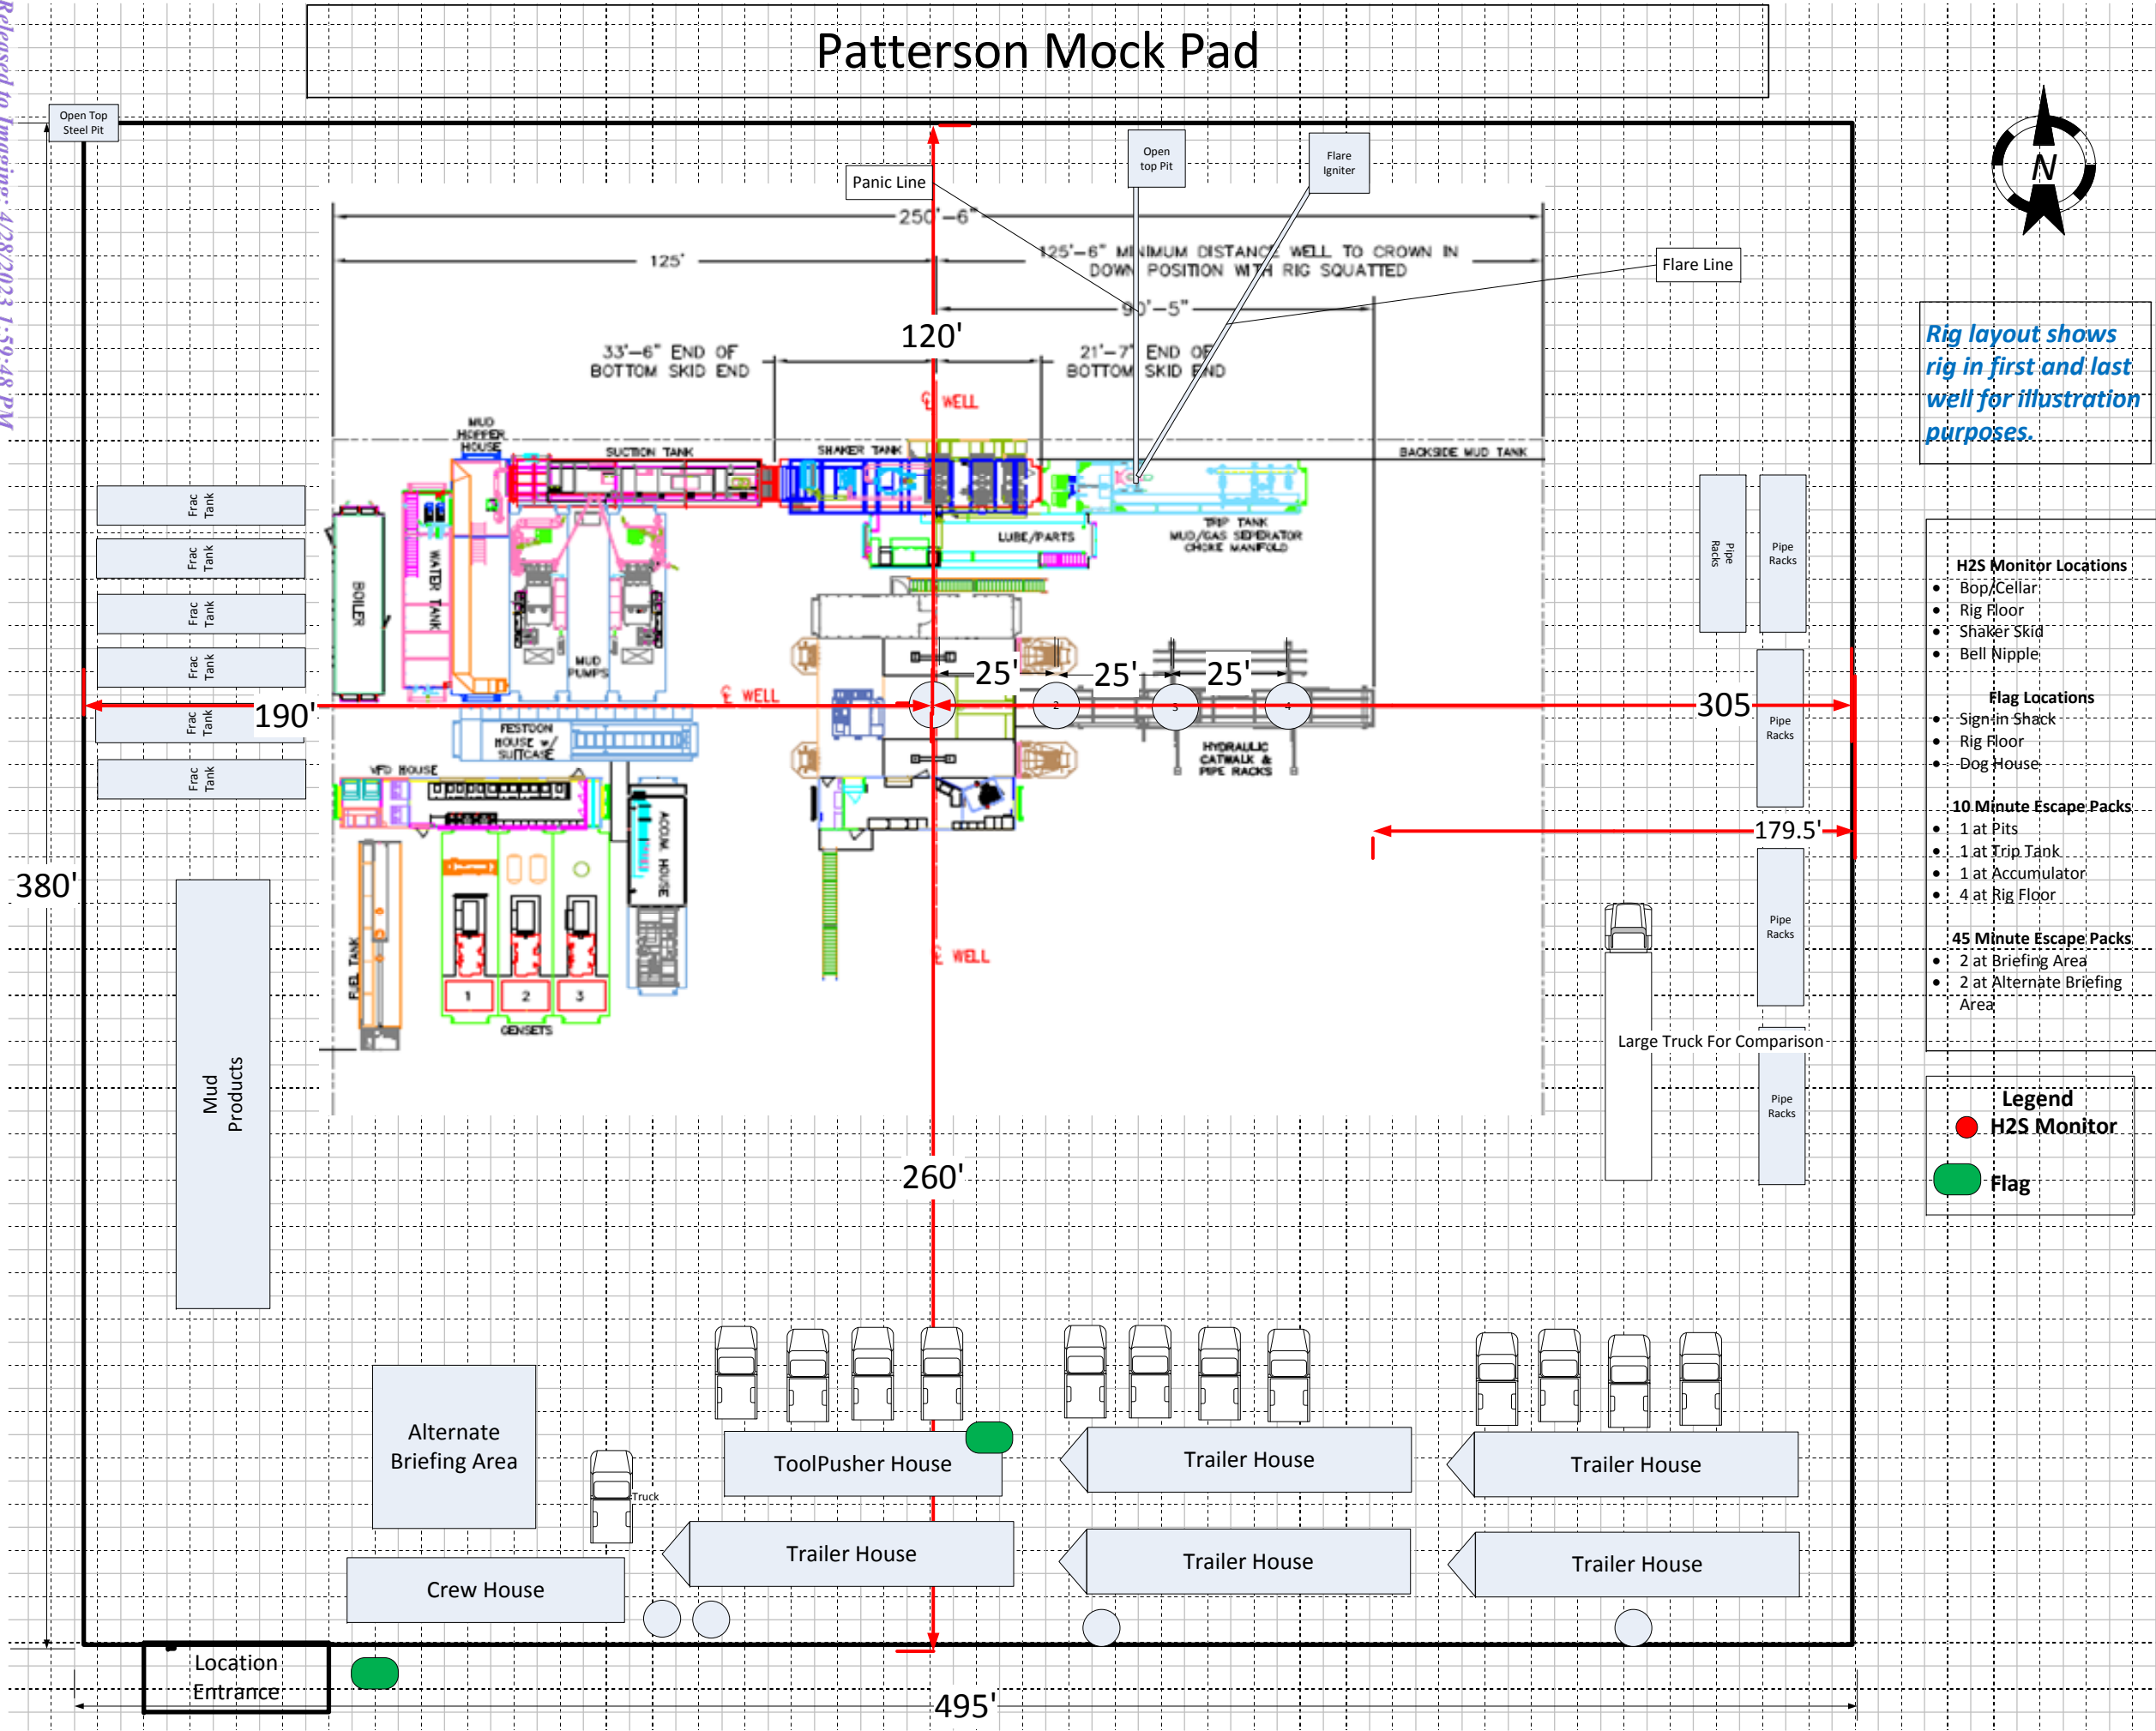 Released to Imaging: 4/28/2023 1:59:48 PM
Patterson Mock Pad
Open Top
Steel Pit
Open
top Pit
Flare
Igniter
Panic Line
N
250'-6"
125'
125'-6" MINIMUM DISTANCE WELL TO CROWN IN
DOWN POSITION WITH RIG SQUATTED
Flare Line
90'-5"
120'
33'-6" END OF
BOTTOM SKID END
21'-7" END OF
BOTTOM SKID END
Rig layout shows
rig in first and last
well for illustration
purposes.
℄ WELL
MUD
HOPPER
HOUSE
SUCTION TANK
SHAKER TANK
BACKSIDE MUD TANK
Frac
Tank
Frac
Tank
Frac
Tank
Frac
Tank
Frac
Tank
Frac
Tank
BOILER
WATER TANK
MUD
PUMPS
LUBE/PARTS
TRIP TANK
MUD/GAS SEPERATOR
CHOKE MANIFOLD
Pipe
Racks
Pipe
Racks
H2S Monitor Locations
• Bop/Cellar
• Rig Floor
• Shaker Skid
• Bell Nipple
Flag Locations
• Sign in Shack
• Rig Floor
• Dog House
10 Minute Escape Packs
• 1 at Pits
• 1 at Trip Tank
• 1 at Accumulator
• 4 at Rig Floor
45 Minute Escape Packs
• 2 at Briefing Area
• 2 at Alternate Briefing
Area
25'
25'
25'
℄ WELL
190'
2
3
4
305
Pipe
Racks
FESTOON
HOUSE w/
SUITCASE
HYDRAULIC
CATWALK &
PIPE RACKS
VFD HOUSE
ACCUM. HOUSE
179.5'
380'
Mud
Products
FUEL TANK
1
2
3
GENSETS
℄ WELL
Pipe
Racks
Large Truck For Comparison
Pipe
Racks
Legend
H2S Monitor
Flag
260'
Alternate
Briefing Area
Truck
ToolPusher House
Trailer House
Trailer House
Trailer House
Trailer House
Trailer House
Crew House
Location
Entrance
495'